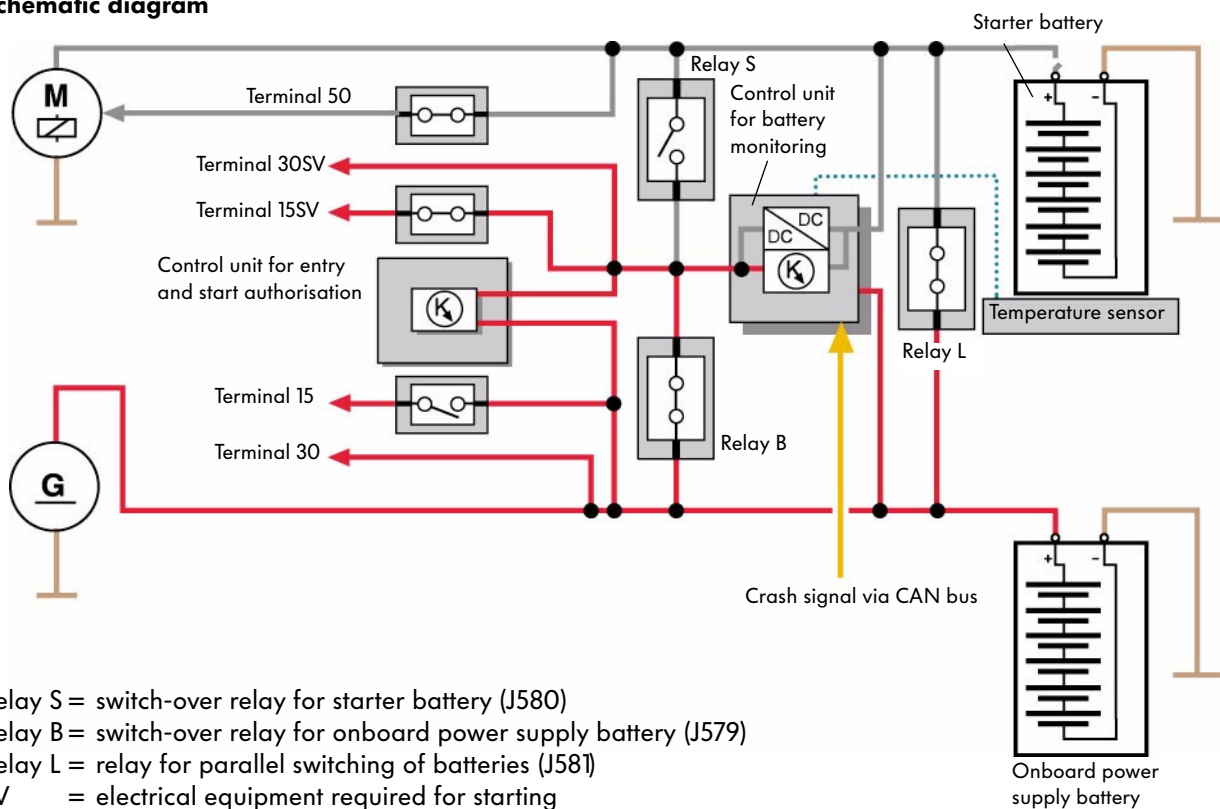 chematic diagram
Starter battery
Relay S
M
Terminal 50
Control unit
for battery
monitoring
+ −
Terminal 30SV
Terminal 15SV
DC
DC
Control unit for entry
and start authorisation
K
K
Temperature sensor
Relay L
Terminal 15
Relay B
Terminal 30
G
+ −
Crash signal via CAN bus
elay S = switch-over relay for starter battery (J580)
elay B = switch-over relay for onboard power supply battery (J579)
elay L = relay for parallel switching of batteries (J581)
V = electrical equipment required for starting
Onboard power
supply battery